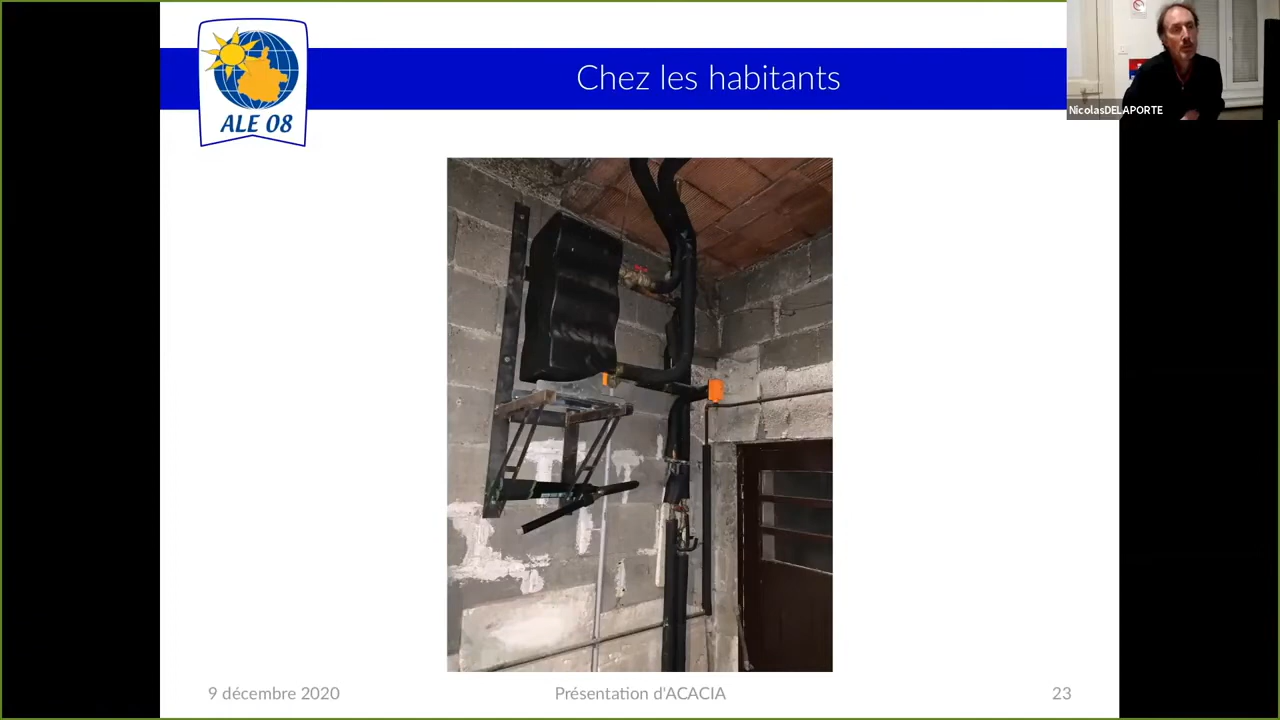 Chez les habitants
ALE 08
NicolasDELAPORTE
9 décembre 2020
Présentation d'ACACIA
23